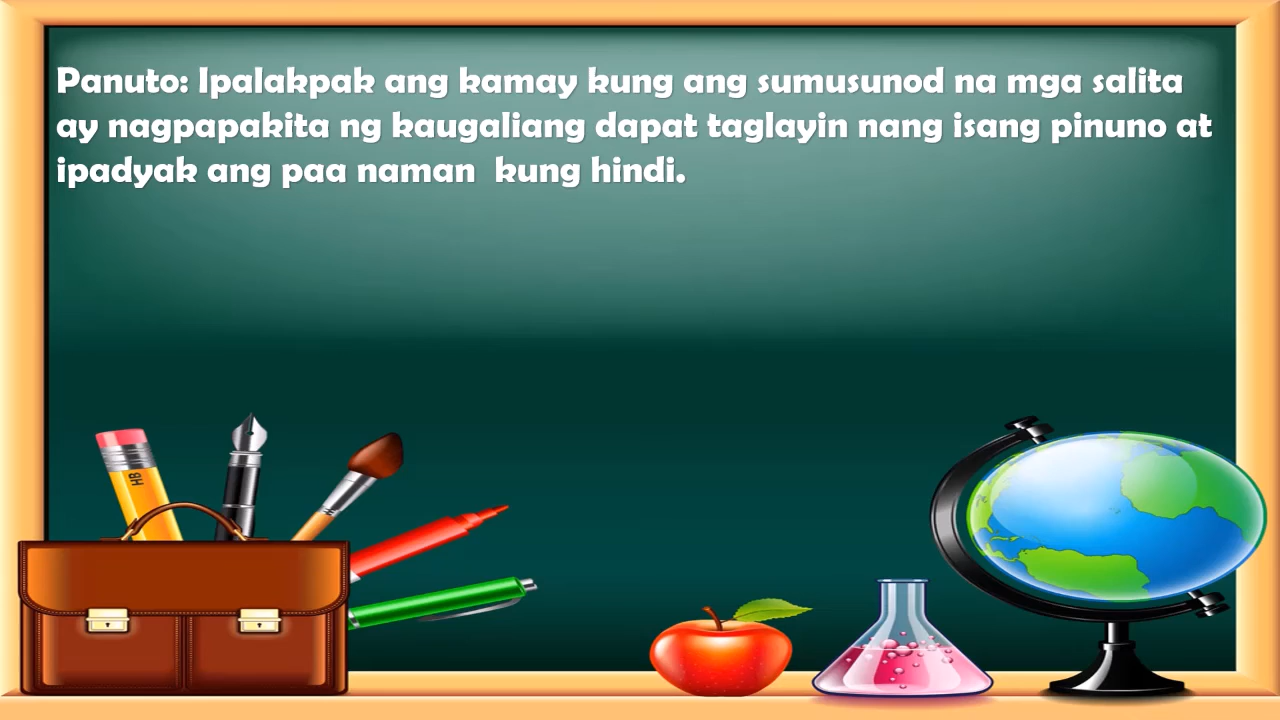 Panuto: Ipalakpak ang kamay kung ang sumusunod na mga salita
ay nagpapakita ng kaugaliang dapat taglayin nang isang pinuno at
ipadyak ang paa naman kung hindi.
HB